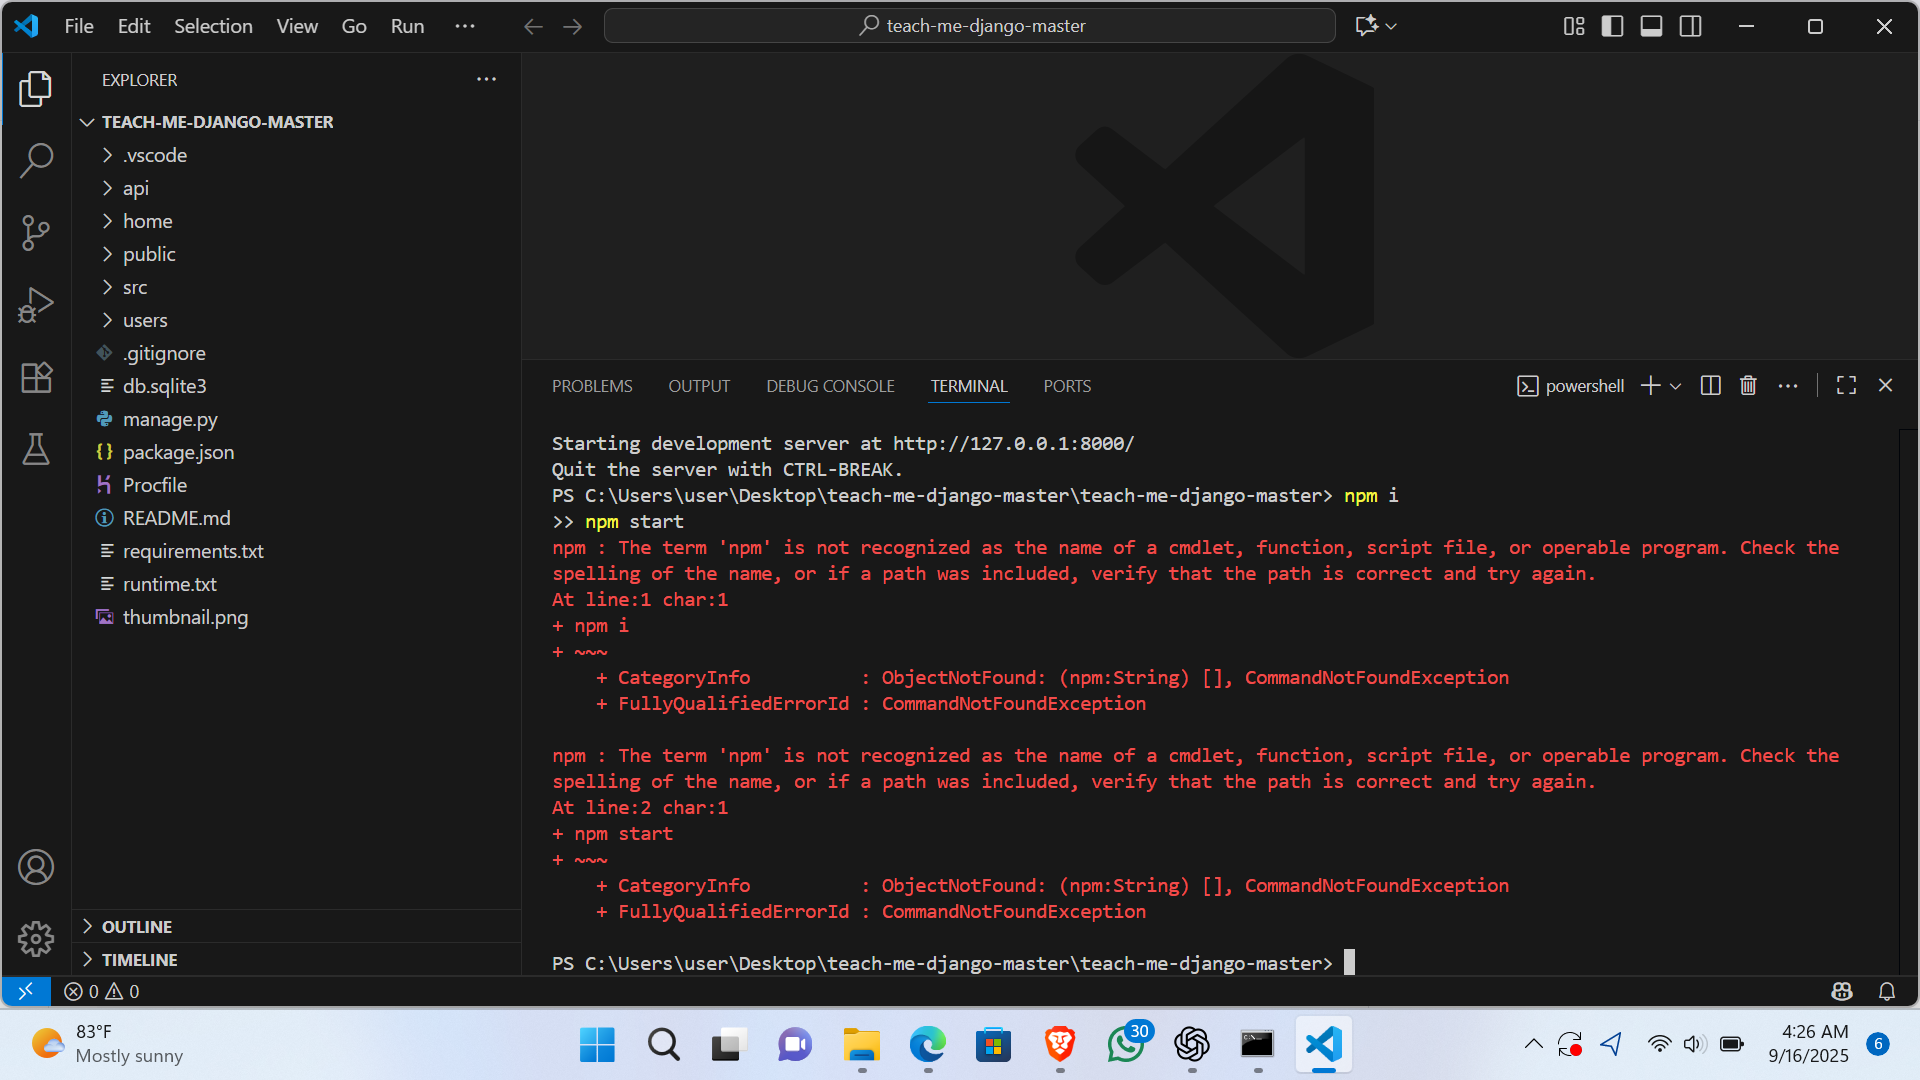 File Edit Selection View Go Run ···
teach-me-django-master
EXPLORER
TEACH-ME-DJANGO-MASTER
.vscode
api
home
public
src
users
.gitignore
db.sqlite3
manage.py
package.json
Procfile
README.md
requirements.txt
runtime.txt
thumbnail.png
OUTLINE
TIMELINE
PROBLEMS OUTPUT DEBUG CONSOLE TERMINAL PORTS
powershell
Starting development server at http://127.0.0.1:8000/
Quit the server with CTRL-BREAK.
PS C:\Users\user\Desktop\teach-me-django-master\teach-me-django-master> npm i
>> npm start
npm : The term 'npm' is not recognized as the name of a cmdlet, function, script file, or operable program. Check the
spelling of the name, or if a path was included, verify that the path is correct and try again.
At line:1 char:1
+ npm i
+ ~~~
+ CategoryInfo : ObjectNotFound: (npm:String) [], CommandNotFoundException
+ FullyQualifiedErrorId : CommandNotFoundException
npm : The term 'npm' is not recognized as the name of a cmdlet, function, script file, or operable program. Check the
spelling of the name, or if a path was included, verify that the path is correct and try again.
At line:2 char:1
+ npm start
+ ~~~
+ CategoryInfo : ObjectNotFound: (npm:String) [], CommandNotFoundException
+ FullyQualifiedErrorId : CommandNotFoundException
PS C:\Users\user\Desktop\teach-me-django-master\teach-me-django-master>
0 0
83°F
Mostly sunny
30
4:26 AM
9/16/2025
6